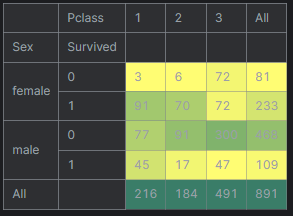 Pclass 1 2 3 All
Sex Survived
female 0 3 6 72 81
1 91 70 72 233
male 0 77 91 300 468
1 45 17 47 109
All 216 184 491 891